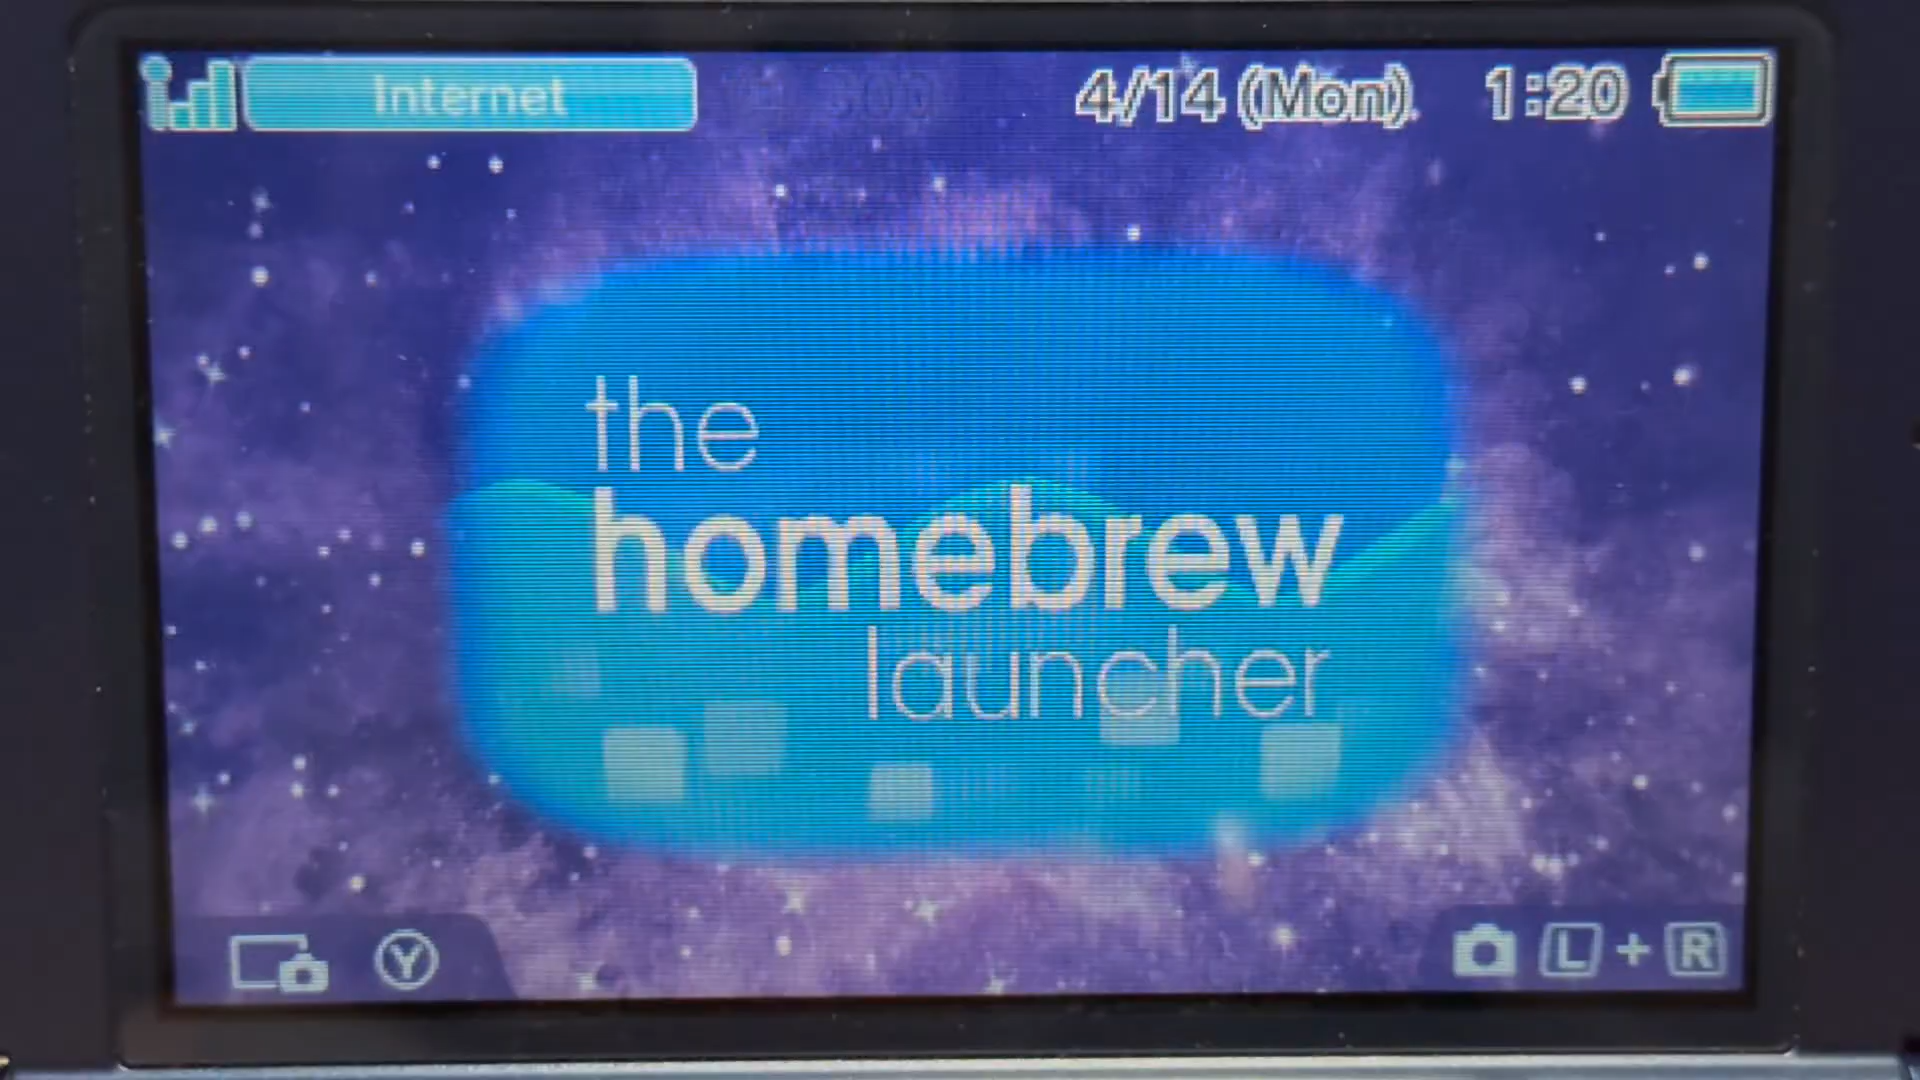 Internet
4/14 (Mon) 1:20
the
homebrew
launcher
Y
L + R